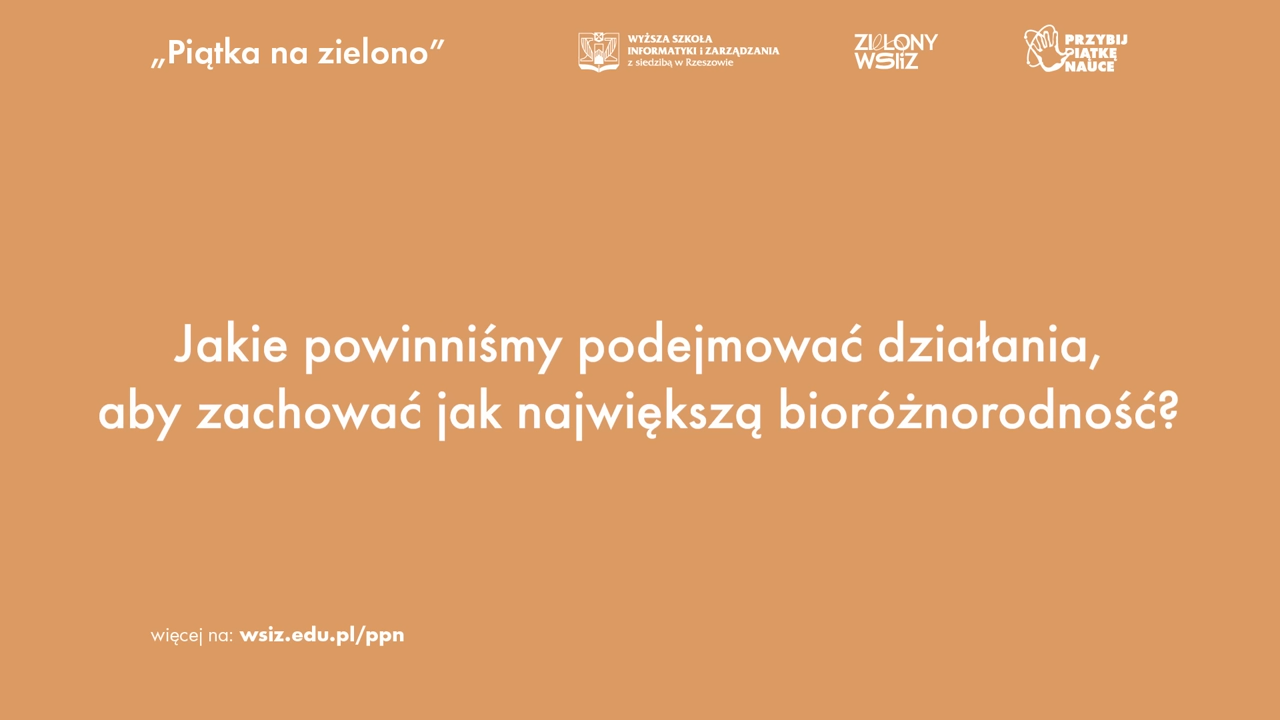 „Piątka na zielono”
WYŻSZA SZKOŁA
INFORMATYKI i ZARZĄDZANIA
z siedzibą w Rzeszowie
ZIELONY
WSIiZ
PRZYBIJ
PIĄTKĘ
NAUCE
Jakie powinniśmy podejmować działania,
aby zachować jak największą bioróżnorodność?
więcej na: wsiz.edu.pl/ppn